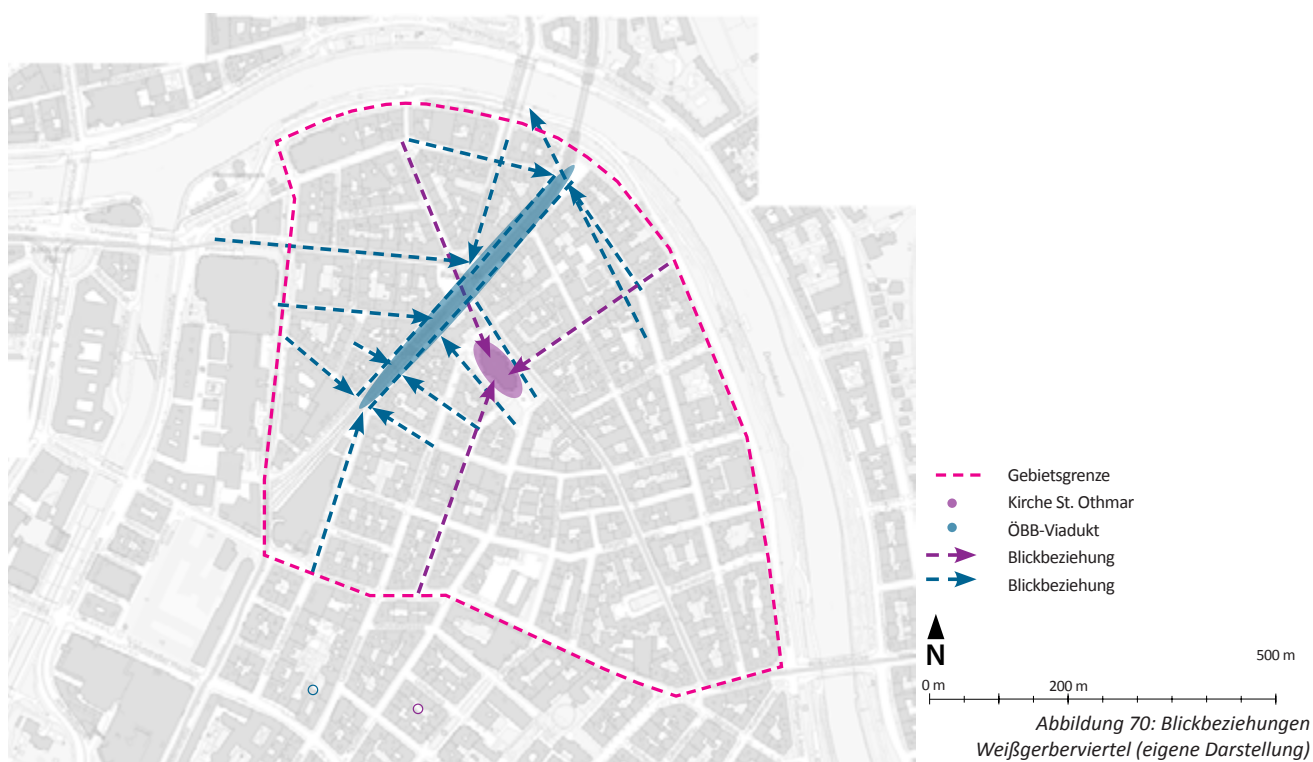 Gebietsgrenze
Kirche St. Othmar
ÖBB-Viadukt
Blickbeziehung
Blickbeziehung
N
500 m
0 m
200 m
Abbildung 70: Blickbeziehungen
Weißgerberviertel (eigene Darstellung)